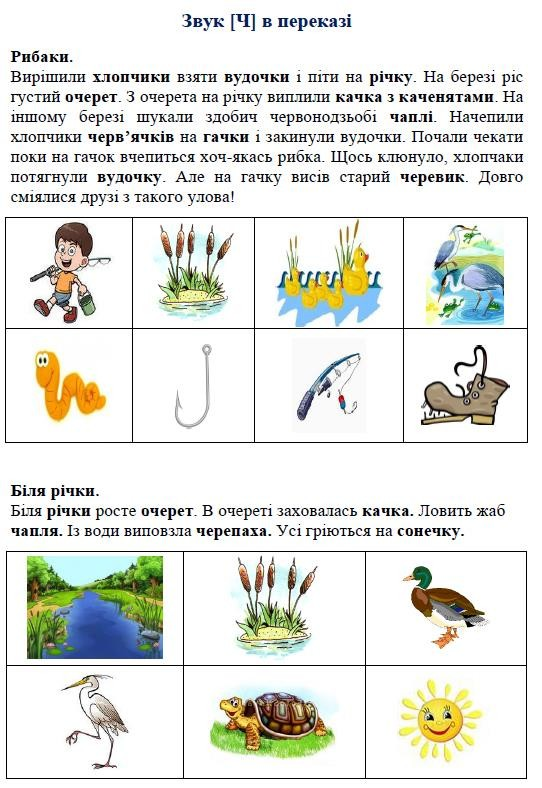 Звук [Ч] в переказі
Рибаки.
Вирішили хлопчики взяти вудочки і піти на річку. На березі ріс
густий очерет. З очерета на річку виплили качка з каченятами. На
іншому березі шукали здобич червонодзьобі чаплі. Начепили
хлопчики черв’ячків на гачки і закинули вудочки. Почали чекати
поки на гачок вчепиться хоч-якась рибка. Щось клюнуло, хлопчаки
потягнули вудочку. Але на гачку висів старий черевик. Довго
сміялися друзі з такого улова!
Біля річки.
Біля річки росте очерет. В очереті заховалась качка. Ловить жаб
чапля. Із води виповзла черепаха. Усі гріються на сонечку.